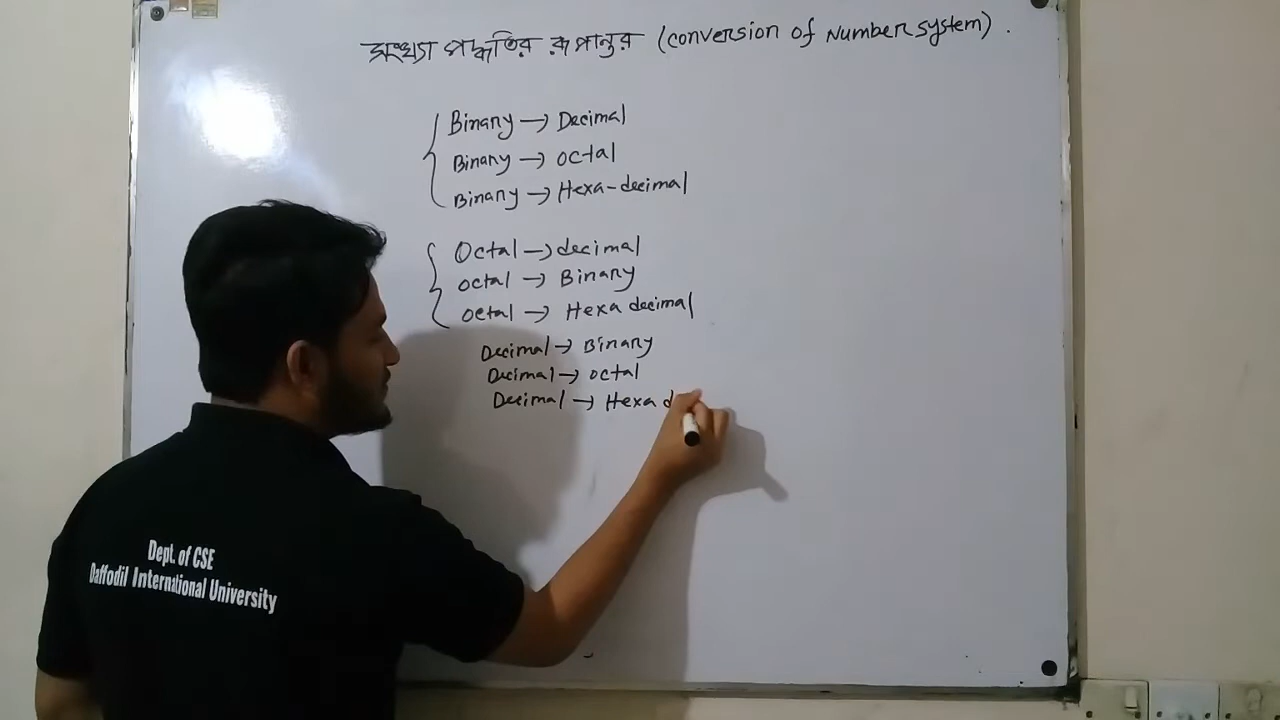 সংখ্যা পদ্ধতির রূপান্তর (conversion of Number system) .
Binary → Decimal
Binary → octal
Binary → Hexa-decimal
Octal → decimal
octal → Binary
octal → Hexa decimal
Decimal → Binary
Decimal → octal
Decimal → Hexa d
Dept. of CSE
Daffodil International University